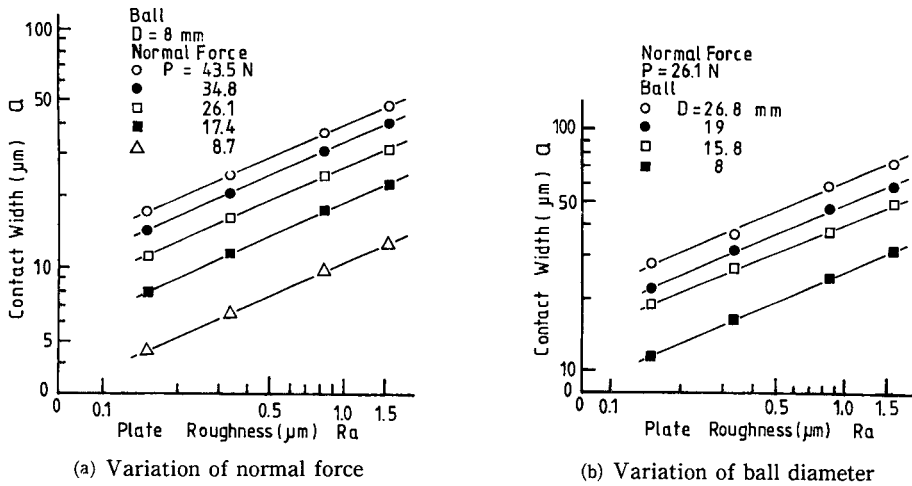 Ball
D = 8 mm
Normal Force
P = 43.5 N
34.8
26.1
17.4
8.7
Contact Width (μm) a
50
10
5
0
0 0.1 0.5 1.0 1.5
Plate Roughness (μm) Ra
(a) Variation of normal force
Normal Force
P = 26.1 N
Ball
D = 26.8 mm
19
15.8
8
Contact Width (μm) a
100
50
10
0
0 0.1 0.5 1.0 1.5
Plate Roughness (μm) Ra
(b) Variation of ball diameter